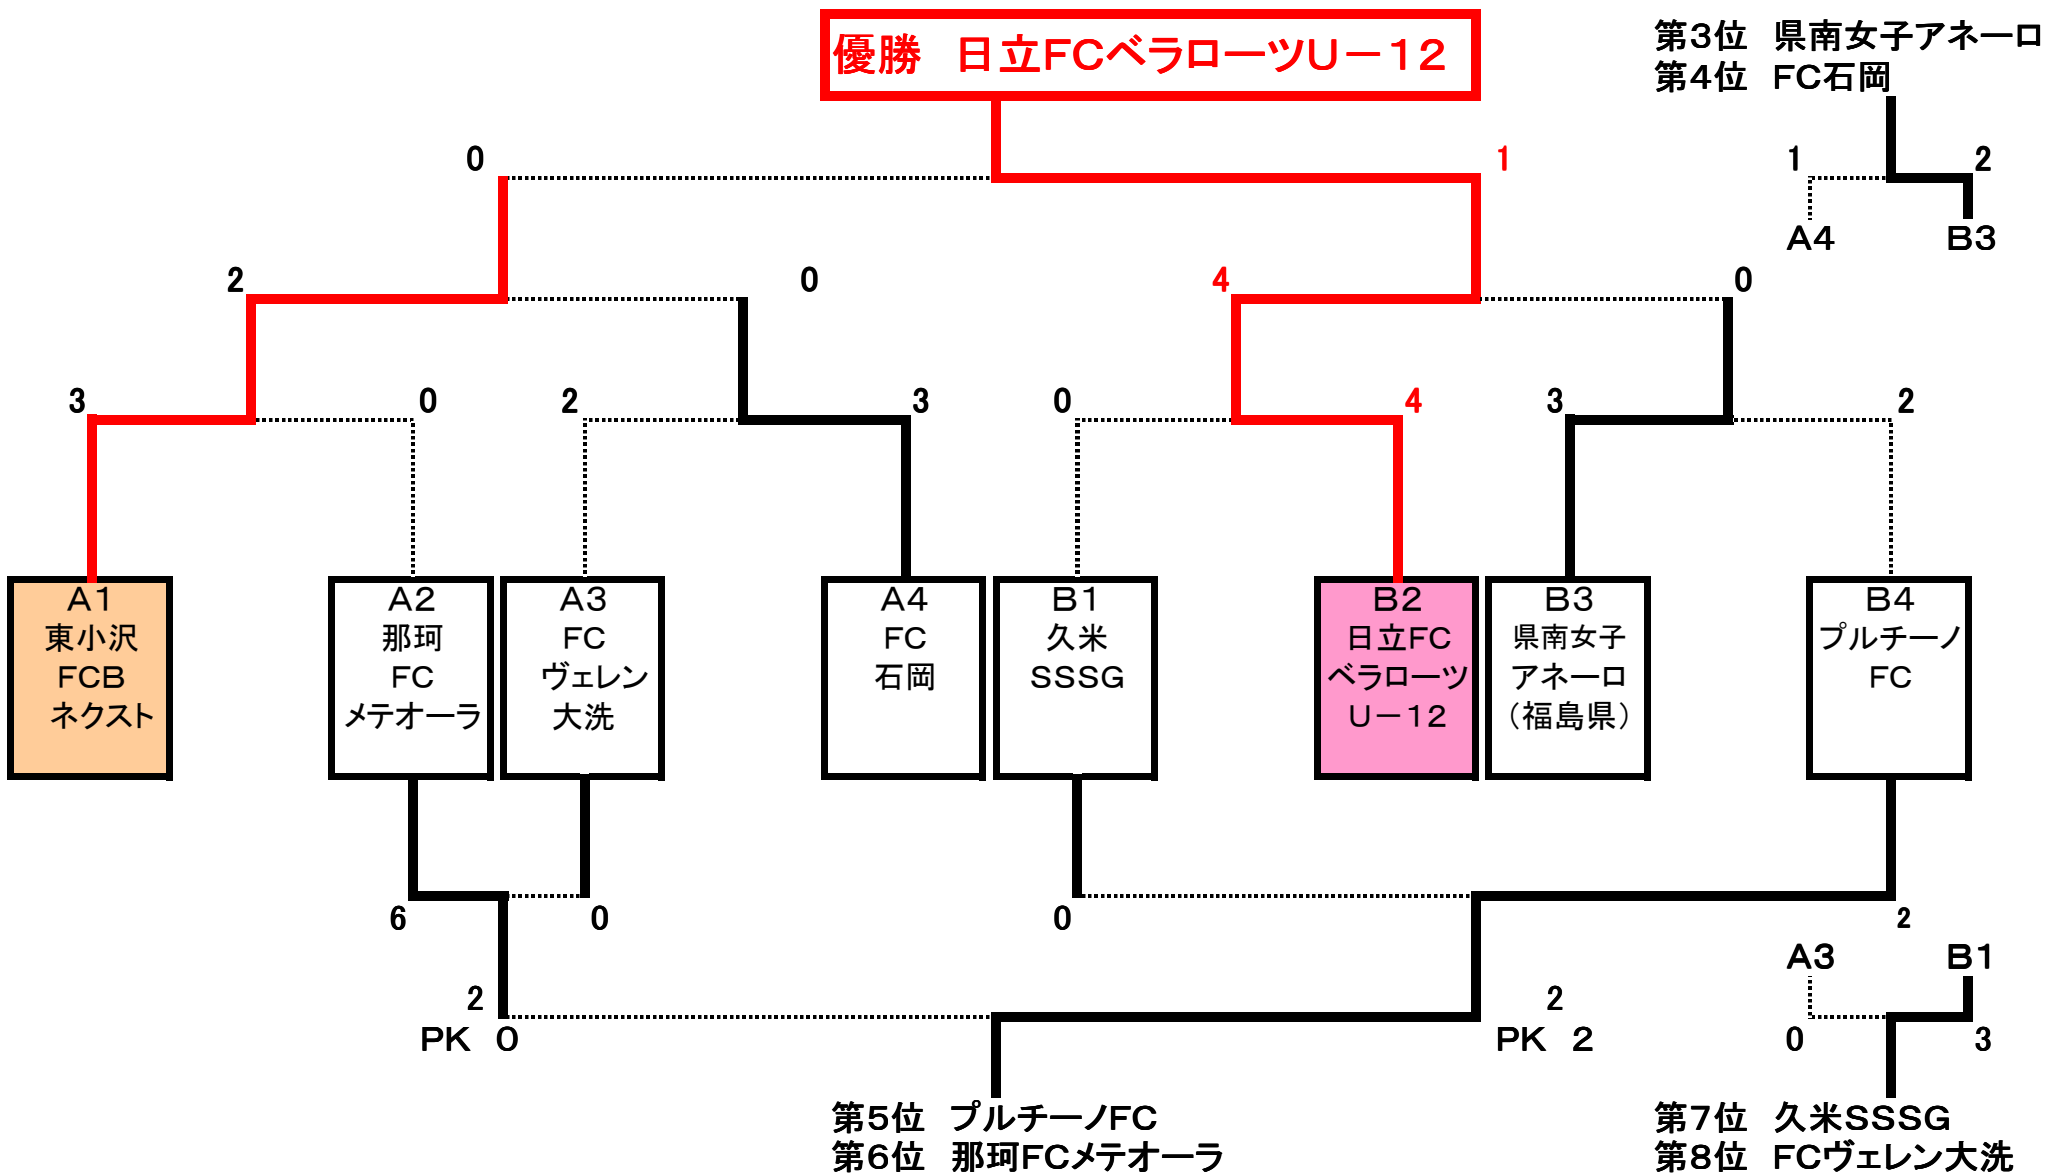 優勝　日立FCベラローツU－12
第3位　県南女子アネーロ
第4位　FC石岡
0
1
1
2
A4
B3
2
0
4
0
3
0
2
3
0
4
3
2
A1
東小沢
FCB
ネクスト
A2
那珂
FC
メテオーラ
A3
FC
ヴェレン
大洗
A4
FC
石岡
B1
久米
SSSG
B2
日立FC
ベラローツ
U－12
B3
県南女子
アネーロ
（福島県）
B4
プルチーノ
FC
6
0
0
2
A3
B1
2
PK　0
2
PK　2
0
3
第5位　プルチーノFC
第6位　那珂FCメテオーラ
第7位　久米SSSG
第8位　FCヴェレン大洗